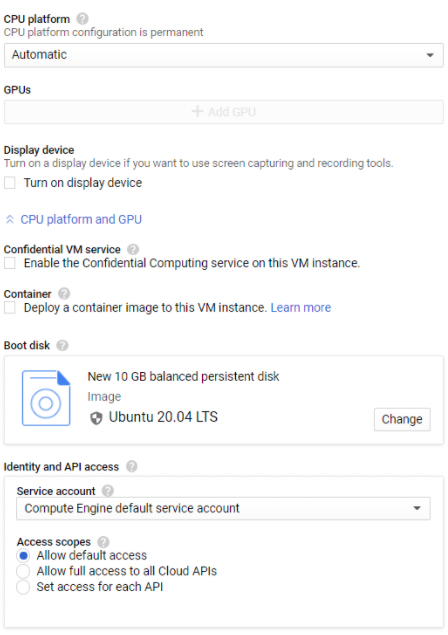 CPU platform ?
CPU platform configuration is permanent
Automatic
GPUs
+ Add GPU
Display device
Turn on a display device if you want to use screen capturing and recording tools.
Turn on display device
CPU platform and GPU
Confidential VM service ?
Enable the Confidential Computing service on this VM instance.
Container ?
Deploy a container image to this VM instance. Learn more
Boot disk ?
New 10 GB balanced persistent disk
Image
Ubuntu 20.04 LTS
Change
Identity and API access ?
Service account ?
Compute Engine default service account
Access scopes ?
Allow default access
Allow full access to all Cloud APIs
Set access for each API